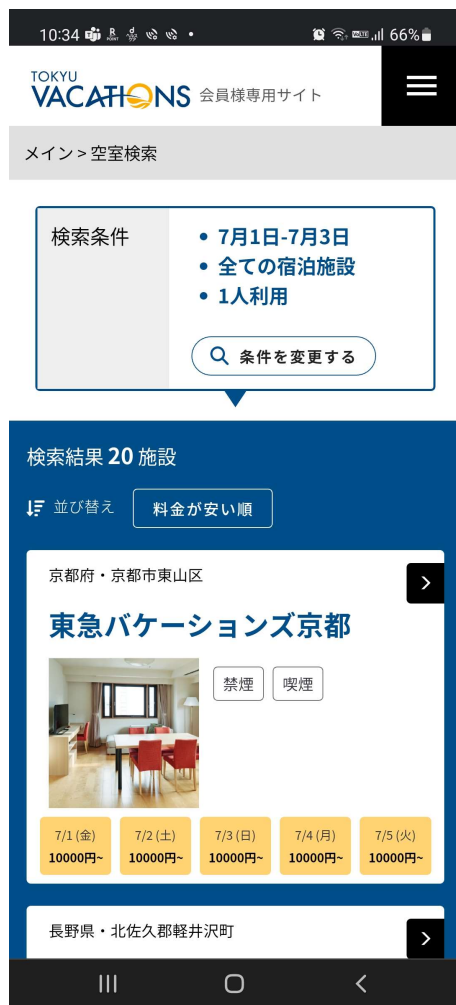 10:34
66%
TOKYU
VACATIONS 会員様専用サイト
メイン > 空室検索
検索条件
• 7月1日-7月3日
• 全ての宿泊施設
• 1人利用
条件を変更する
検索結果 20 施設
並び替え 料金が安い順
京都府・京都市東山区
東急バケーションズ京都
禁煙 喫煙
7/1 (金) 7/2 (土) 7/3 (日) 7/4 (月) 7/5 (火)
10000円~ 10000円~ 10000円~ 10000円~ 10000円~
長野県・北佐久郡軽井沢町